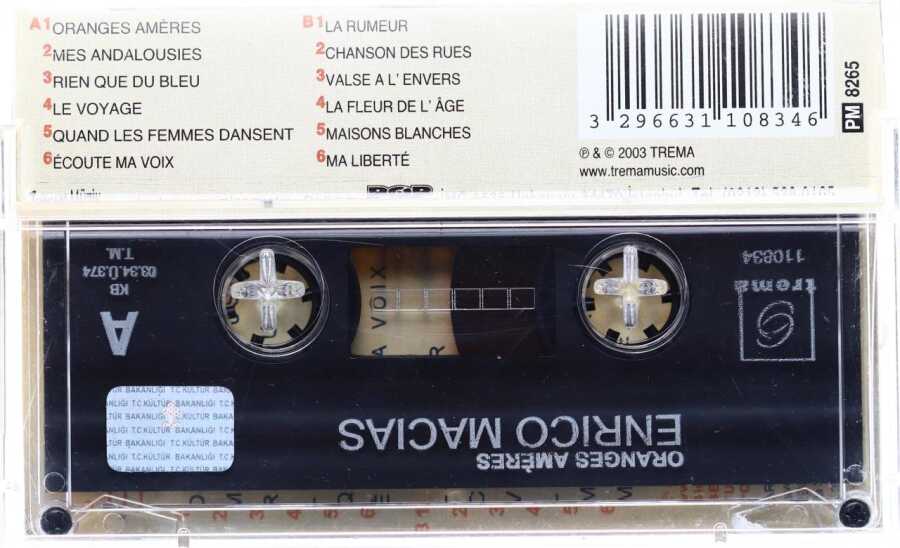 A1 ORANGES AMÈRES
2 MES ANDALOUSIES
3 RIEN QUE DU BLEU
4 LE VOYAGE
5 QUAND LES FEMMES DANSENT
6 ÉCOUTE MA VOIX
B1 LA RUMEUR
2 CHANSON DES RUES
3 VALSE A L' ENVERS
4 LA FLEUR DE L' ÂGE
5 MAISONS BLANCHES
6 MA LIBERTÉ
3 296631 108346
PM 8265
℗ & © 2003 TREMA
www.tremamusic.com
KB
03.34.Ü.374
T.M.
A
A VOIX
trema
110834
6
T.C.KÜLTÜR BAKANLIĞI
ENRICO MACIAS
ORANGES AMÈRES